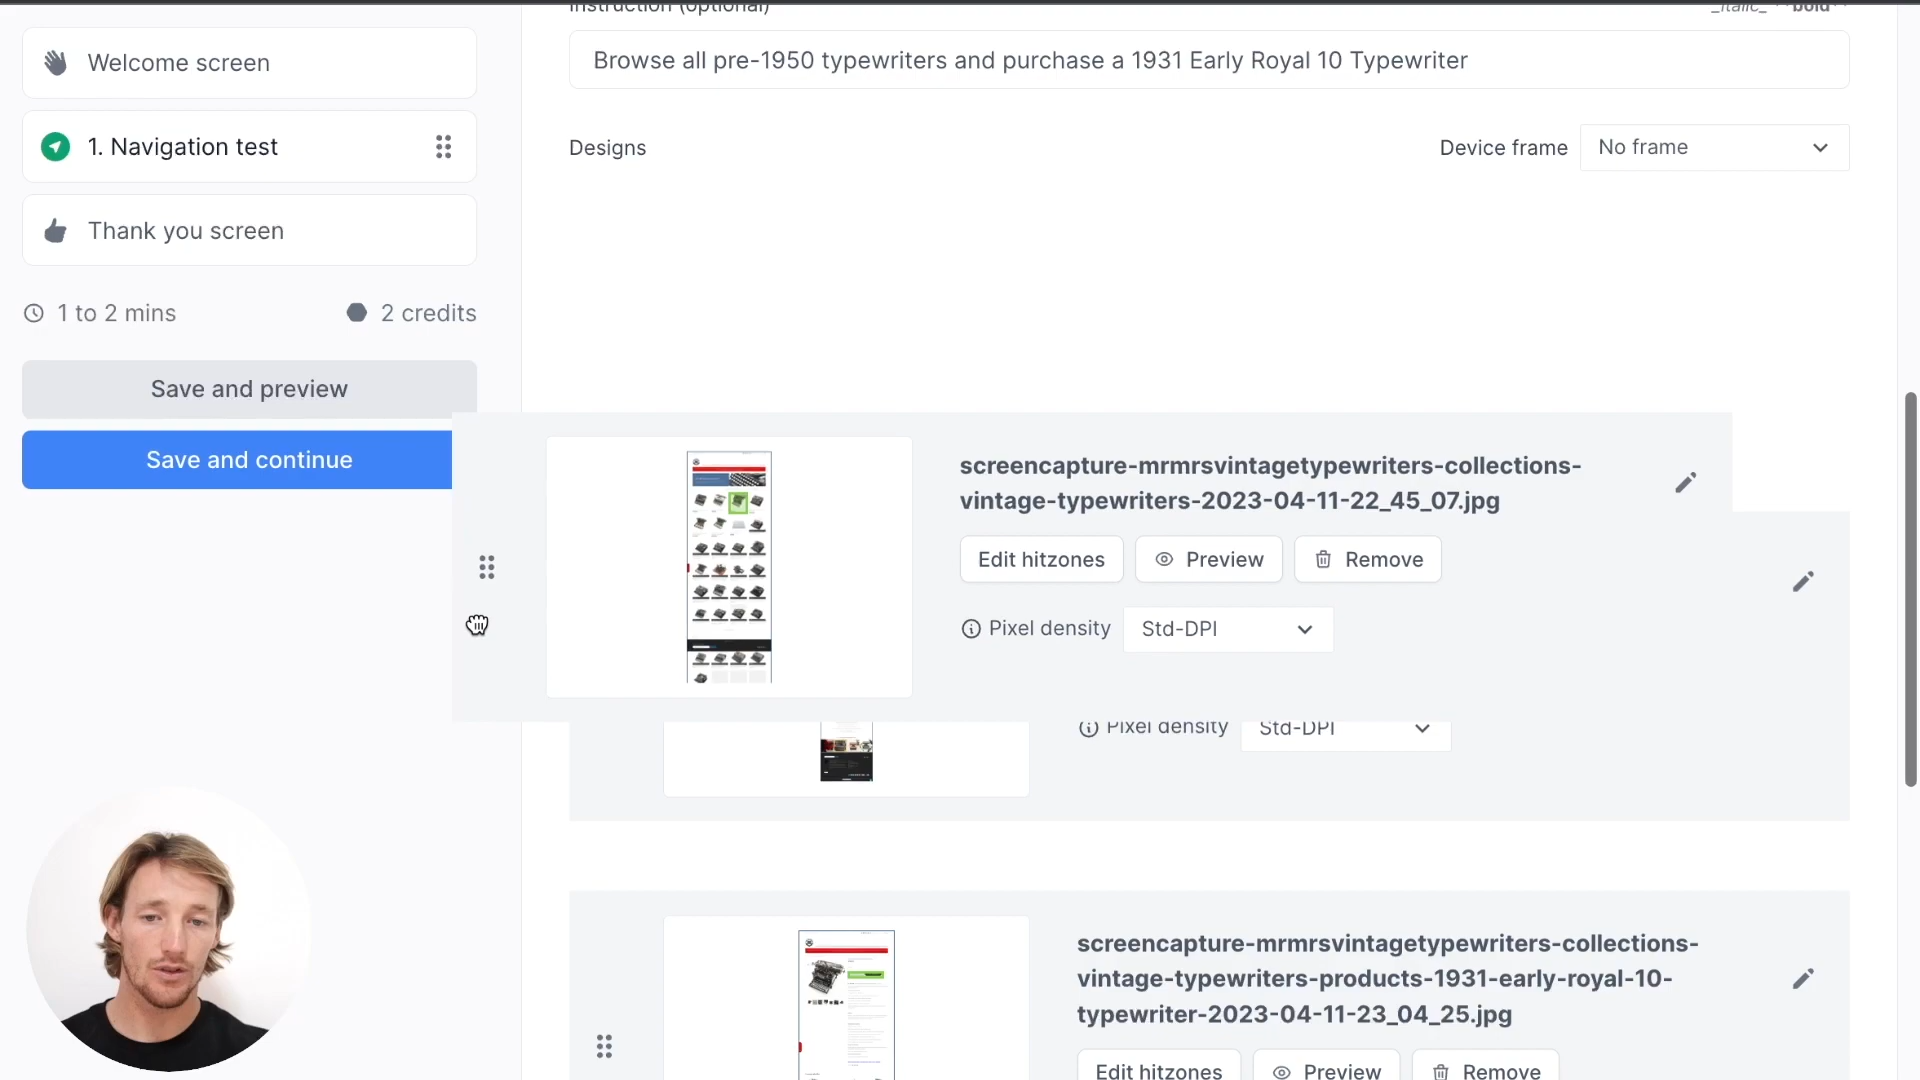 Instruction (optional)
_italic_ **bold**
Welcome screen
Browse all pre-1950 typewriters and purchase a 1931 Early Royal 10 Typewriter
1. Navigation test
Designs
Device frame
No frame
Thank you screen
1 to 2 mins
2 credits
Save and preview
Save and continue
screencapture-mrmrsvintagetypewriters-collections-
vintage-typewriters-2023-04-11-22_45_07.jpg
Edit hitzones
Preview
Remove
Pixel density
Std-DPI
Pixel density
Std-DPI
screencapture-mrmrsvintagetypewriters-collections-
vintage-typewriters-products-1931-early-royal-10-
typewriter-2023-04-11-23_04_25.jpg
Edit hitzones
Preview
Remove